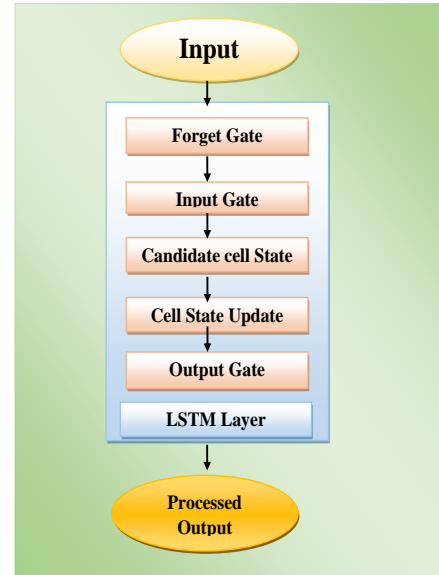 Input
Forget Gate
Input Gate
Candidate cell State
Cell State Update
Output Gate
LSTM Layer
Processed
Output